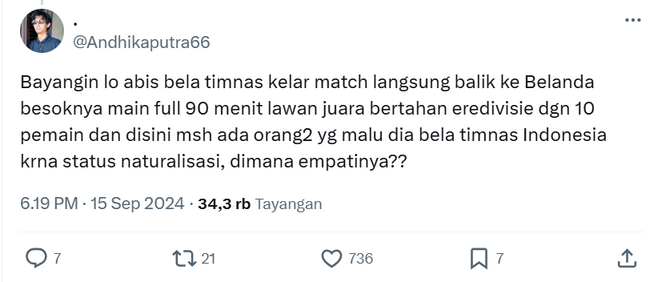 .
@Andhikaputra66
Bayangin lo abis bela timnas kelar match langsung balik ke Belanda
besoknya main full 90 menit lawan juara bertahan eredivisie dgn 10
pemain dan disini msh ada orang2 yg malu dia bela timnas Indonesia
krna status naturalisasi, dimana empatinya??
6.19 PM · 15 Sep 2024 · 34,3 rb Tayangan
7 21 736 7